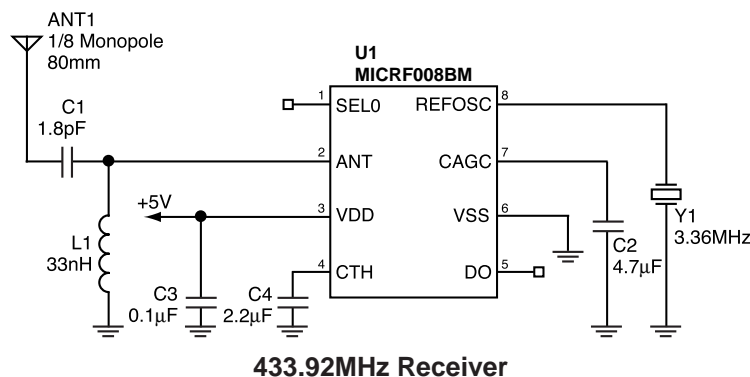 ANT1
1/8 Monopole
80mm
C1
1.8pF
L1
33nH
+5V
C3
0.1µF
C4
2.2µF
U1
MICRF008BM
1
SEL0
2
ANT
3
VDD
4
CTH
REFOSC
8
CAGC
7
VSS
6
DO
5
C2
4.7µF
Y1
3.36MHz
433.92MHz Receiver